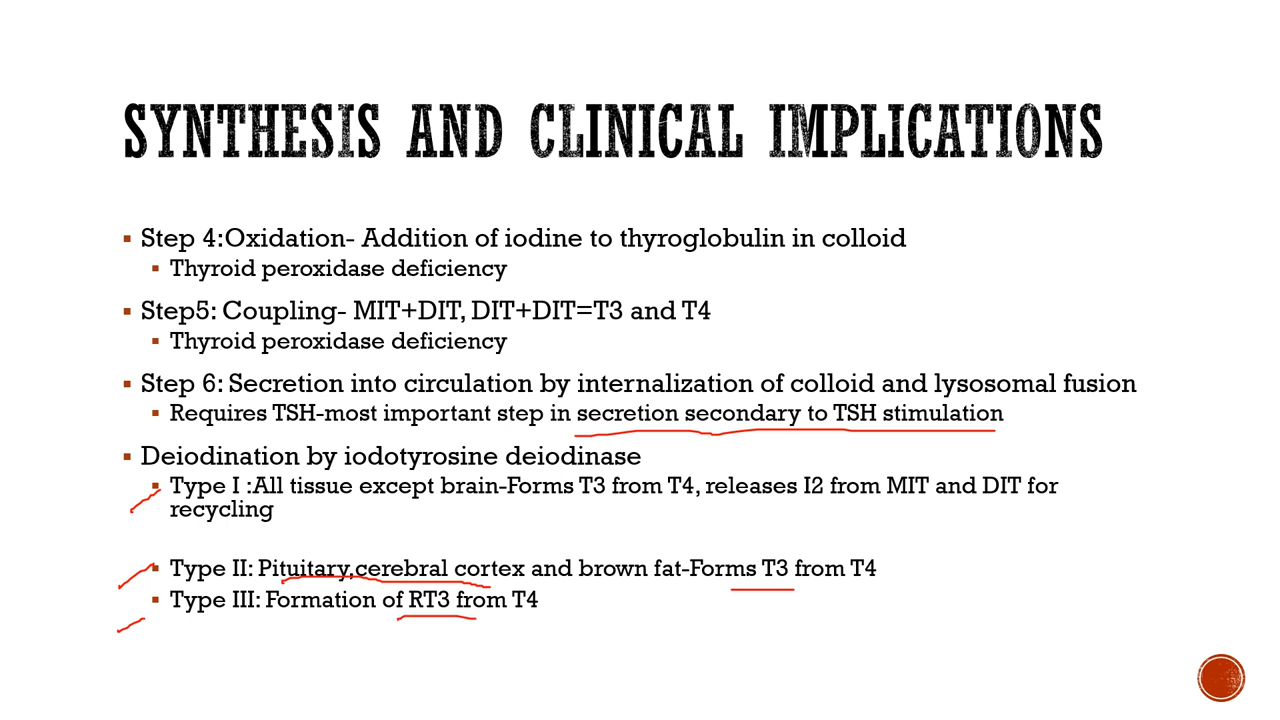 SYNTHESIS AND CLINICAL IMPLICATIONS
Step 4:Oxidation- Addition of iodine to thyroglobulin in colloid
Thyroid peroxidase deficiency
Step5: Coupling- MIT+DIT, DIT+DIT=T3 and T4
Thyroid peroxidase deficiency
Step 6: Secretion into circulation by internalization of colloid and lysosomal fusion
Requires TSH-most important step in secretion secondary to TSH stimulation
Deiodination by iodotyrosine deiodinase
Type I :All tissue except brain-Forms T3 from T4, releases I2 from MIT and DIT for
recycling
Type II: Pituitary,cerebral cortex and brown fat-Forms T3 from T4
Type III: Formation of RT3 from T4